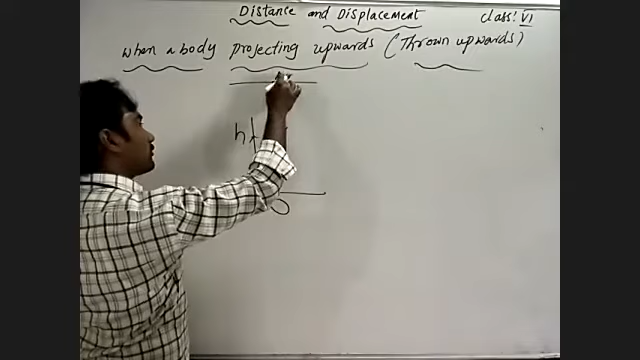 Distance and Displacement
class: VI
when a body projecting upwards (Thrown upwards)
h
O